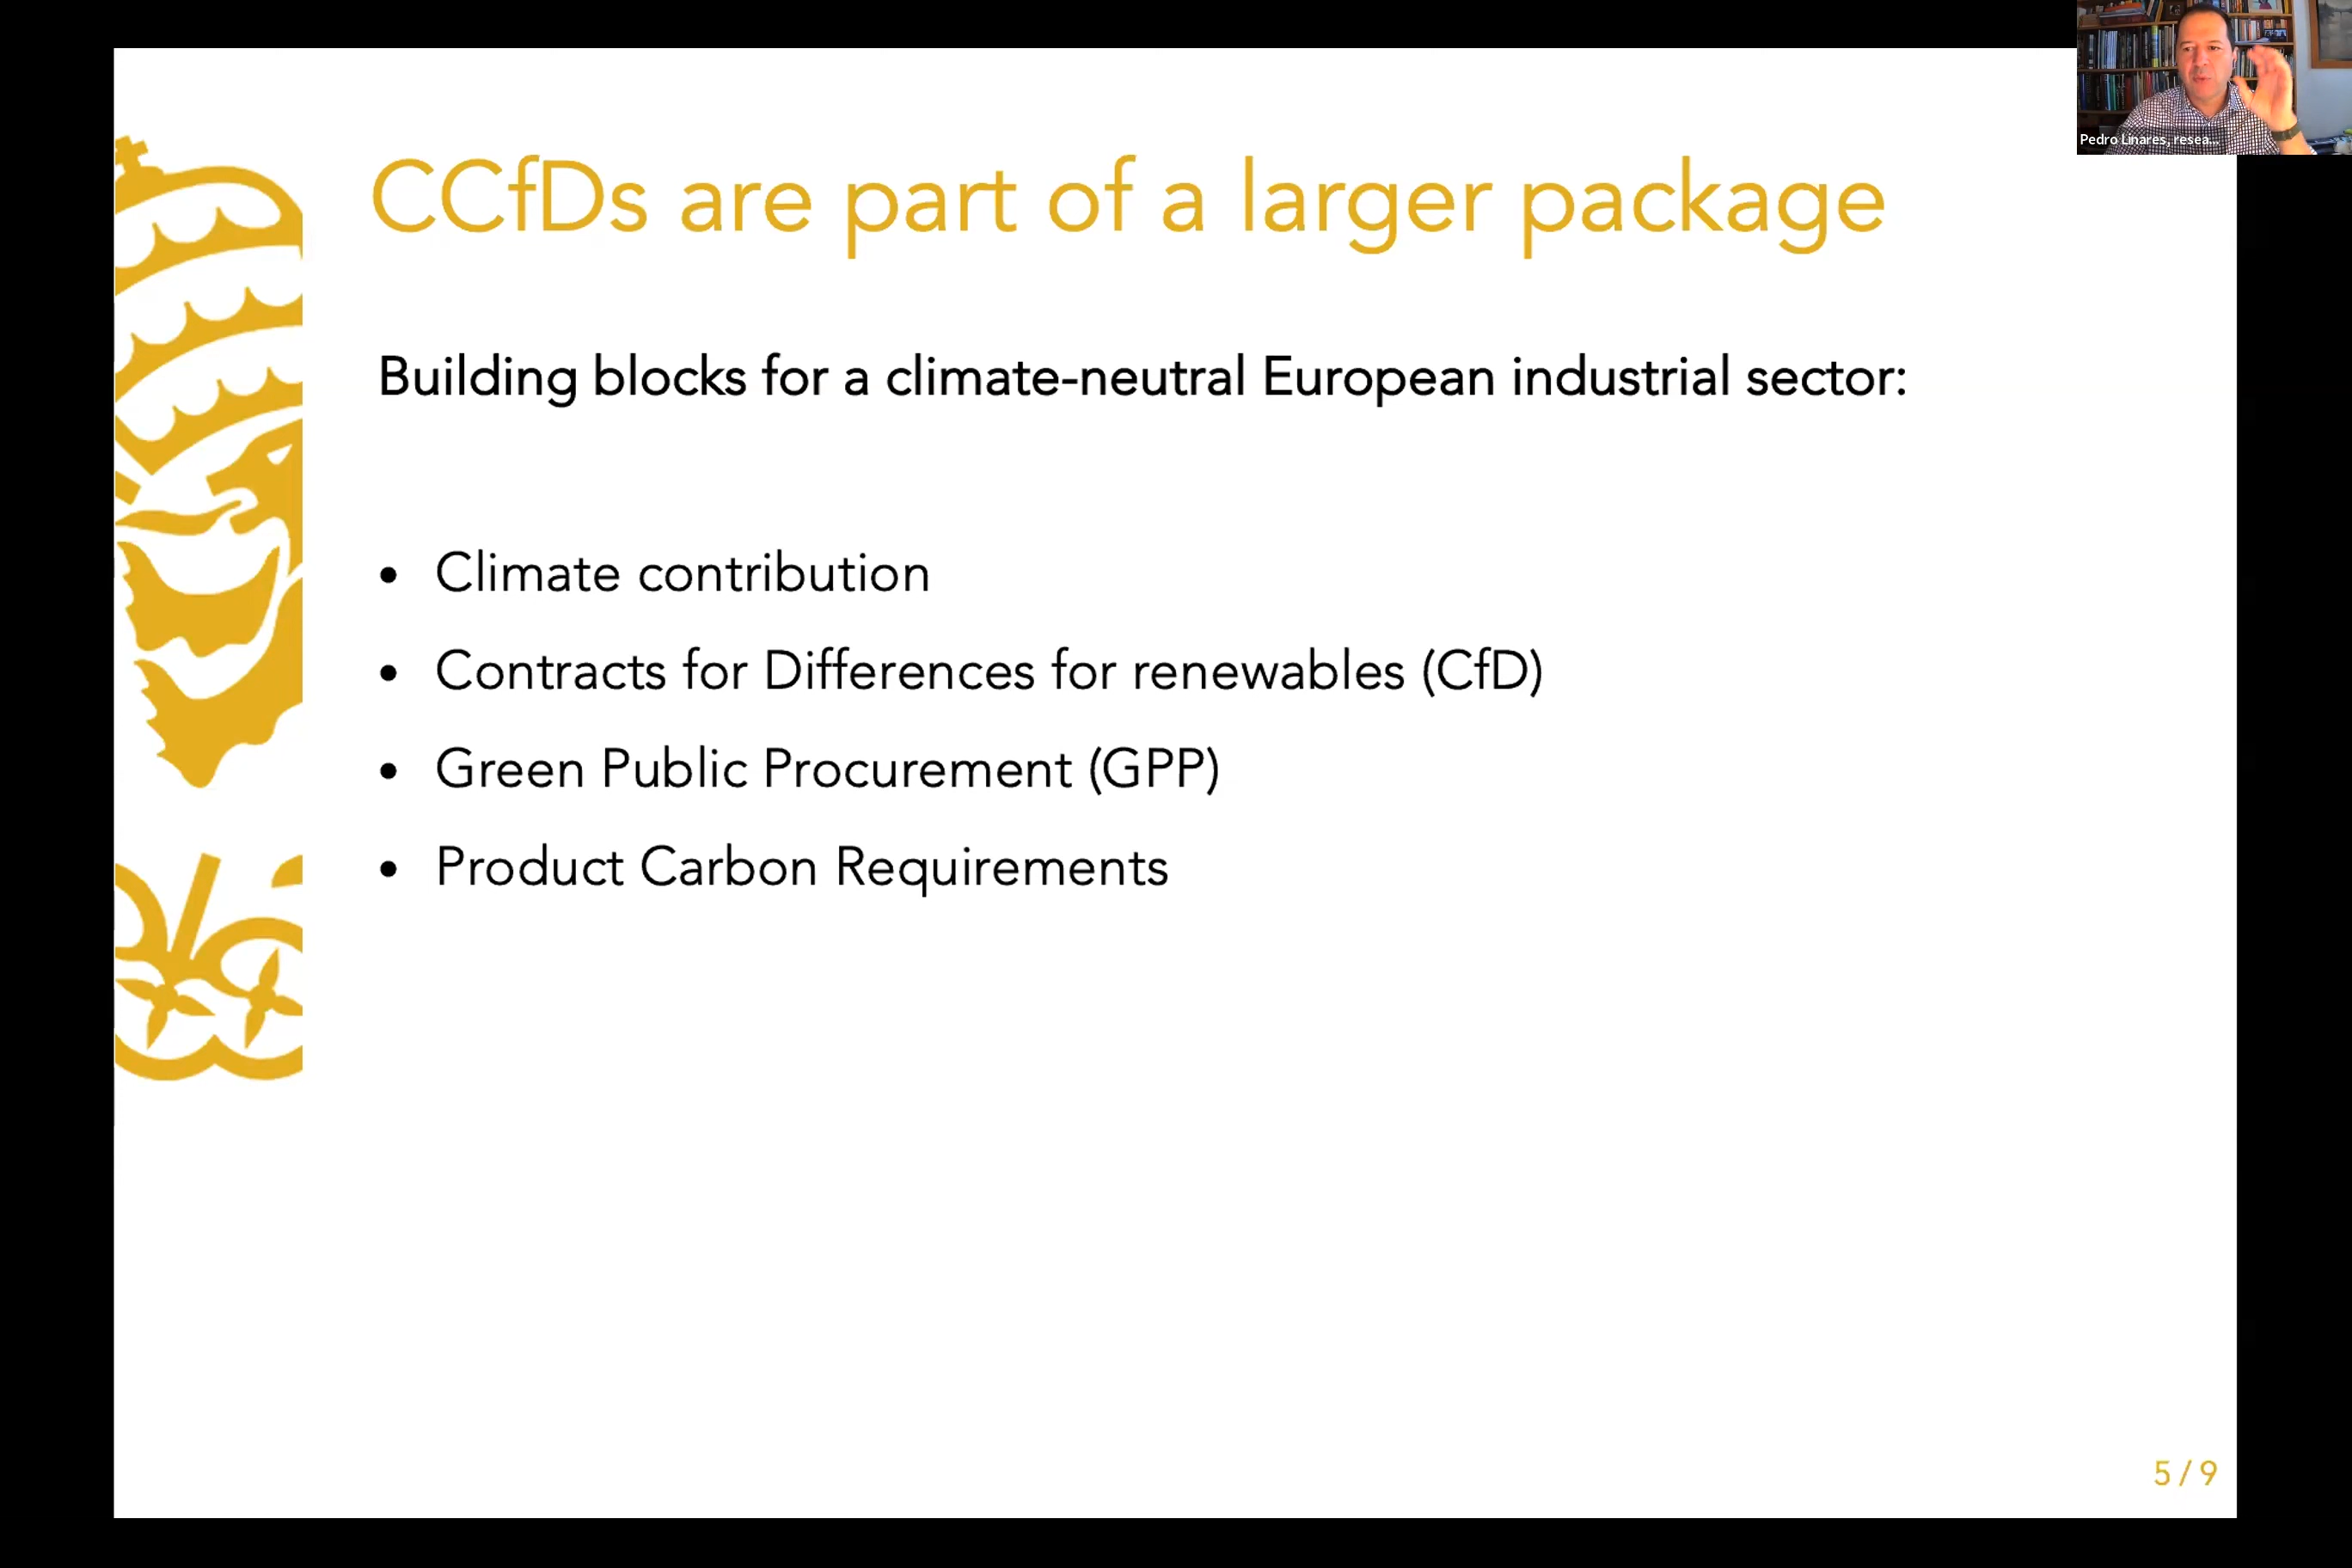 Pedro Linares, resea...
CCfDs are part of a larger package
Building blocks for a climate-neutral European industrial sector:
• Climate contribution
• Contracts for Differences for renewables (CfD)
• Green Public Procurement (GPP)
• Product Carbon Requirements
5 / 9